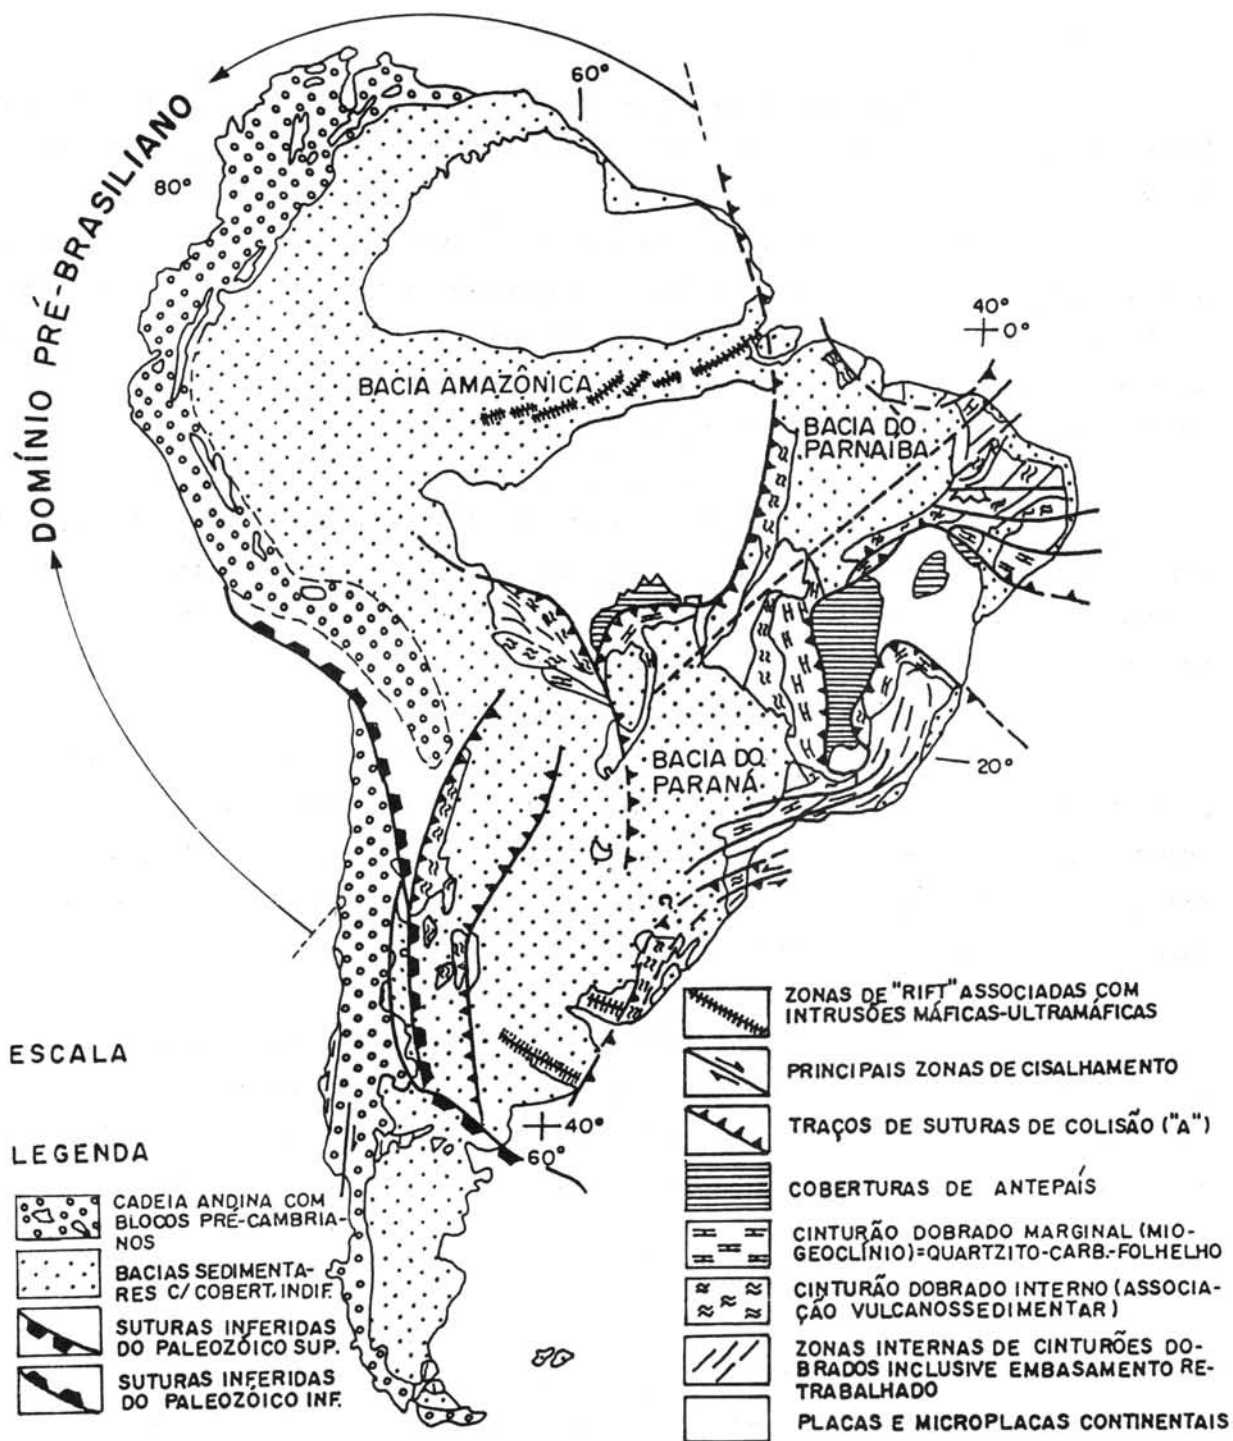 DOMÍNIO PRÉ-BRASILIANO
60°
80°
40°
0°
BACIA AMAZÔNICA
BACIA DO
PARNAÍBA
BACIA DO
PARANÁ
20°
40°
60°
ESCALA
LEGENDA
CADEIA ANDINA COM
BLOCOS PRÉ-CAMBRIA-
NOS
BACIAS SEDIMENTA-
RES C/ COBERT. INDIF.
SUTURAS INFERIDAS
DO PALEOZÓICO SUP.
SUTURAS INFERIDAS
DO PALEOZÓICO INF.
ZONAS DE "RIFT" ASSOCIADAS COM
INTRUSÕES MÁFICAS-ULTRAMÁFICAS
PRINCIPAIS ZONAS DE CISALHAMENTO
TRAÇOS DE SUTURAS DE COLISÃO ("A")
COBERTURAS DE ANTEPAÍS
CINTURÃO DOBRADO MARGINAL (MIO-
GEOCLÍNIO)=QUARTZITO-CARB.-FOLHELHO
CINTURÃO DOBRADO INTERNO (ASSOCIA-
ÇÃO VULCANOSSEDIMENTAR)
ZONAS INTERNAS DE CINTURÕES DO-
BRADOS INCLUSIVE EMBASAMENTO RE-
TRABALHADO
PLACAS E MICROPLACAS CONTINENTAIS